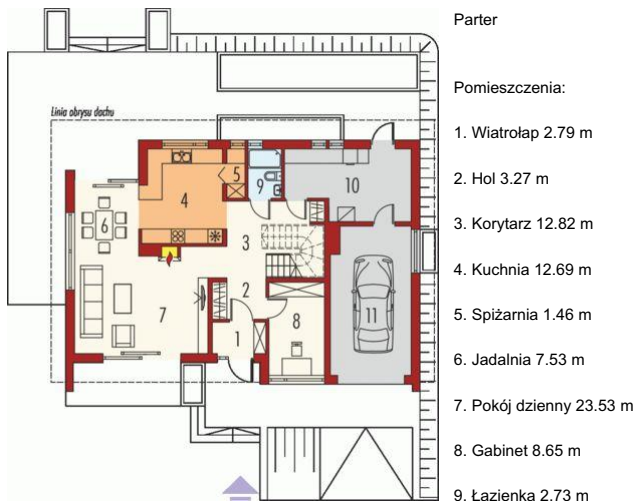 Parter
Pomieszczenia:
1. Wiatrołap 2.79 m
2. Hol 3.27 m
3. Korytarz 12.82 m
4. Kuchnia 12.69 m
5. Spiżarnia 1.46 m
6. Jadalnia 7.53 m
7. Pokój dzienny 23.53 m
8. Gabinet 8.65 m
9. Łazienka 2.73 m
Linia obrysu dachu
5
9
10
4
6
3
2
7
1
8
11